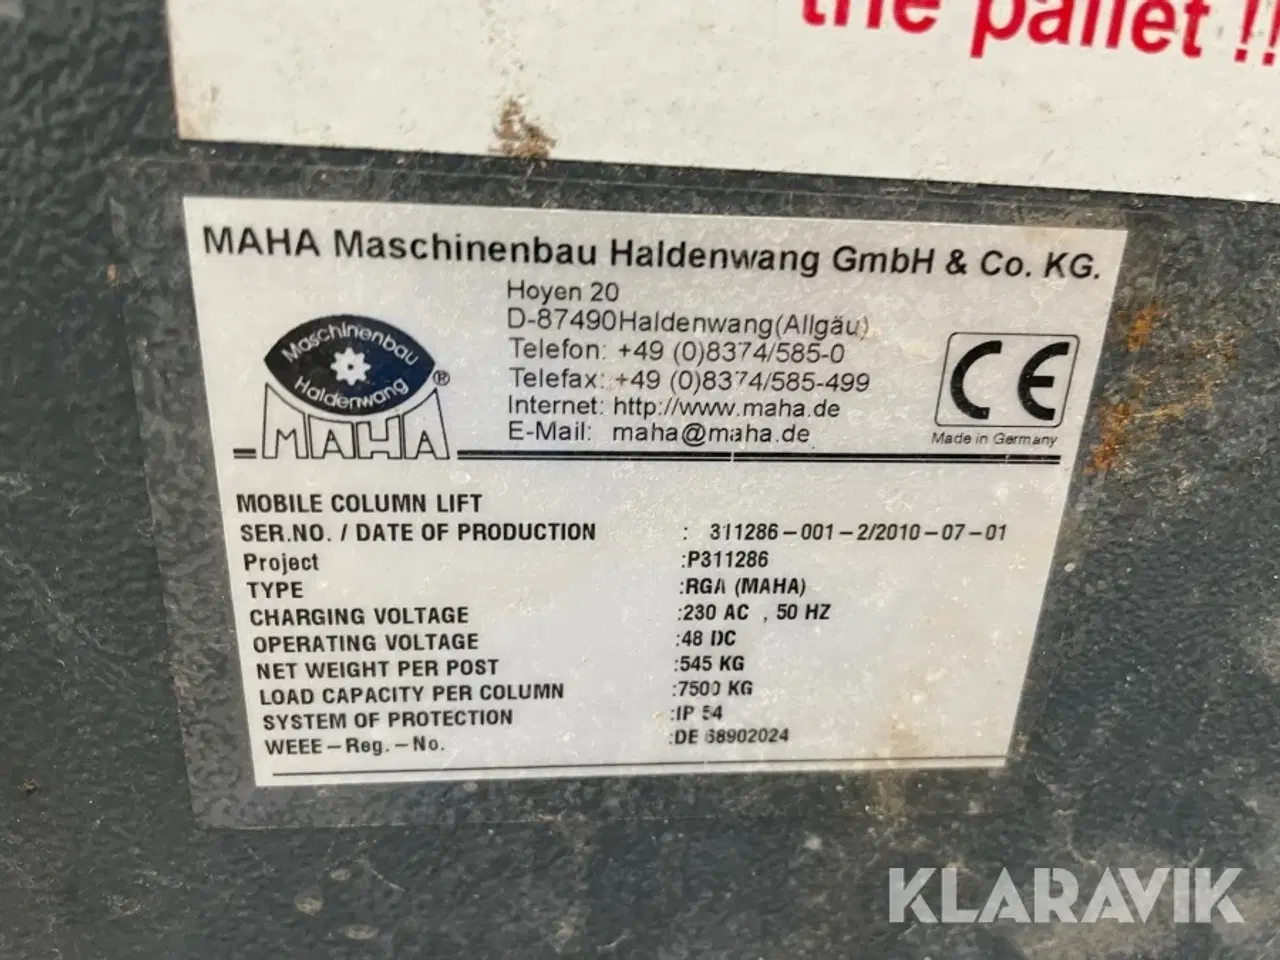 the pallet !!
MAHA Maschinenbau Haldenwang GmbH & Co. KG.
Hoyen 20
D-87490Haldenwang(Allgäu)
Telefon: +49 (0)8374/585-0
Telefax: +49 (0)8374/585-499
Internet: http://www.maha.de
E-Mail: maha@maha.de
Maschinenbau
Haldenwang
®
MAHA
CE
Made in Germany
MOBILE COLUMN LIFT
SER.NO. / DATE OF PRODUCTION : 311286-001-2/2010-07-01
Project :P311286
TYPE :RGA (MAHA)
CHARGING VOLTAGE :230 AC , 50 HZ
OPERATING VOLTAGE :48 DC
NET WEIGHT PER POST :545 KG
LOAD CAPACITY PER COLUMN :7500 KG
SYSTEM OF PROTECTION :IP 54
WEEE-Reg.-No. :DE 68902024
KLARAVIK